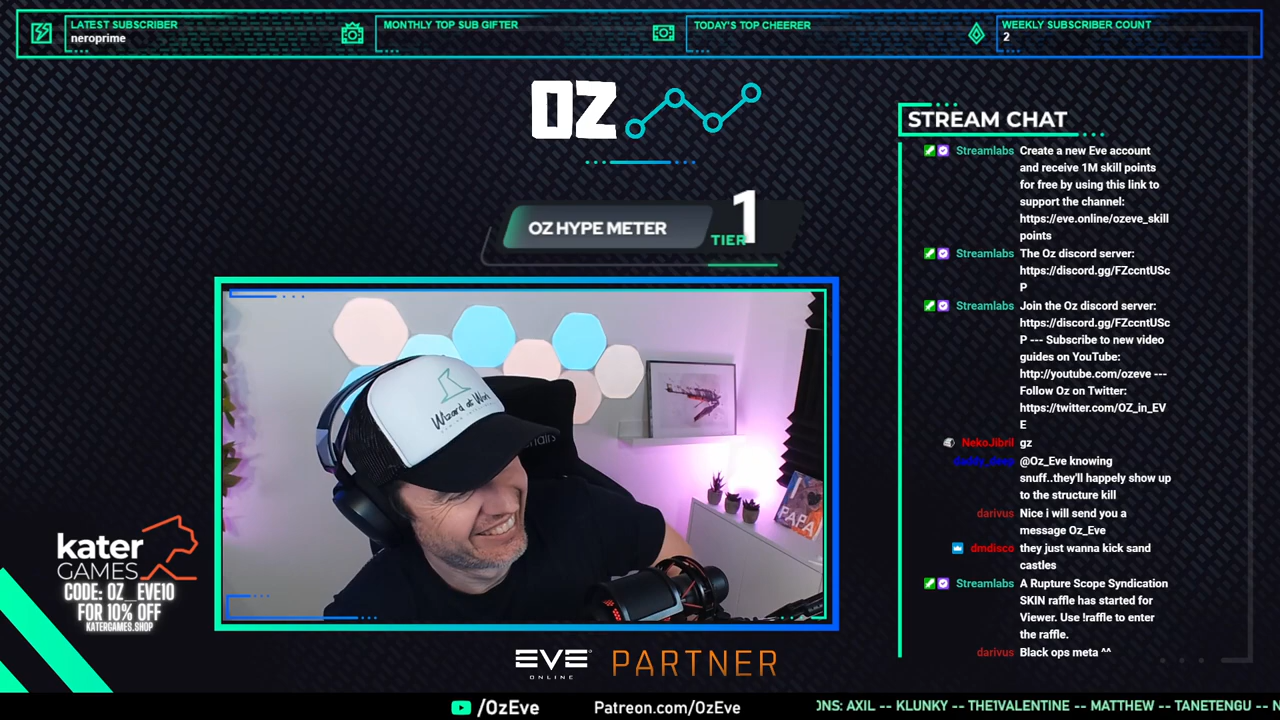 LATEST SUBSCRIBER
neroprime
MONTHLY TOP SUB GIFTER
TODAY'S TOP CHEERER
WEEKLY SUBSCRIBER COUNT
2
OZ
OZ HYPE METER
TIER 1
Wizard at Work
PAPA
kater
GAMES
CODE: OZ_EVE10
FOR 10% OFF
KATERGAMES.SHOP
EVE
ONLINE
PARTNER
STREAM CHAT
Streamlabs Create a new Eve account
and receive 1M skill points
for free by using this link to
support the channel:
https://eve.online/ozeve_skill
points
Streamlabs The Oz discord server:
https://discord.gg/FZccntUSc
P
Streamlabs Join the Oz discord server:
https://discord.gg/FZccntUSc
P --- Subscribe to new video
guides on YouTube:
http://youtube.com/ozeve ---
Follow Oz on Twitter:
https://twitter.com/OZ_in_EV
E
NekoJibril gz
@Oz_Eve knowing
snuff..they'll happely show up
to the structure kill
darivus Nice i will send you a
message Oz_Eve
dmdisco they just wanna kick sand
castles
Streamlabs A Rupture Scope Syndication
SKIN raffle has started for
Viewer. Use !raffle to enter
the raffle.
darivus Black ops meta ^^
/OzEve
Patreon.com/OzEve
ONS: AXIL -- KLUNKY -- THE1VALENTINE -- MATTHEW -- TANETENGU --